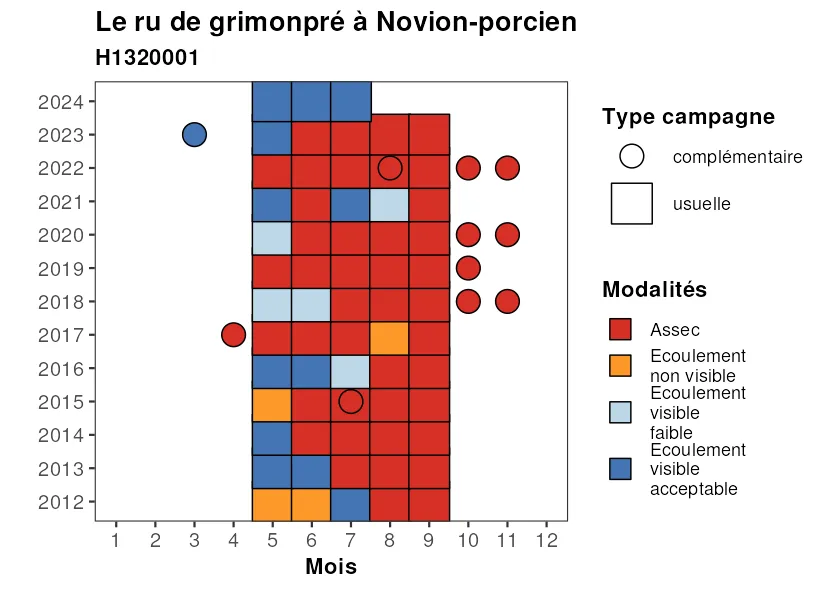 Le ru de grimonpré à Novion-porcien
H1320001
2024
2023
2022
2021
2020
2019
2018
2017
2016
2015
2014
2013
2012
1 2 3 4 5 6 7 8 9 10 11 12
Mois
Type campagne
complémentaire
usuelle
Modalités
Assec
Ecoulement
non visible
Ecoulement
visible
faible
Ecoulement
visible
acceptable